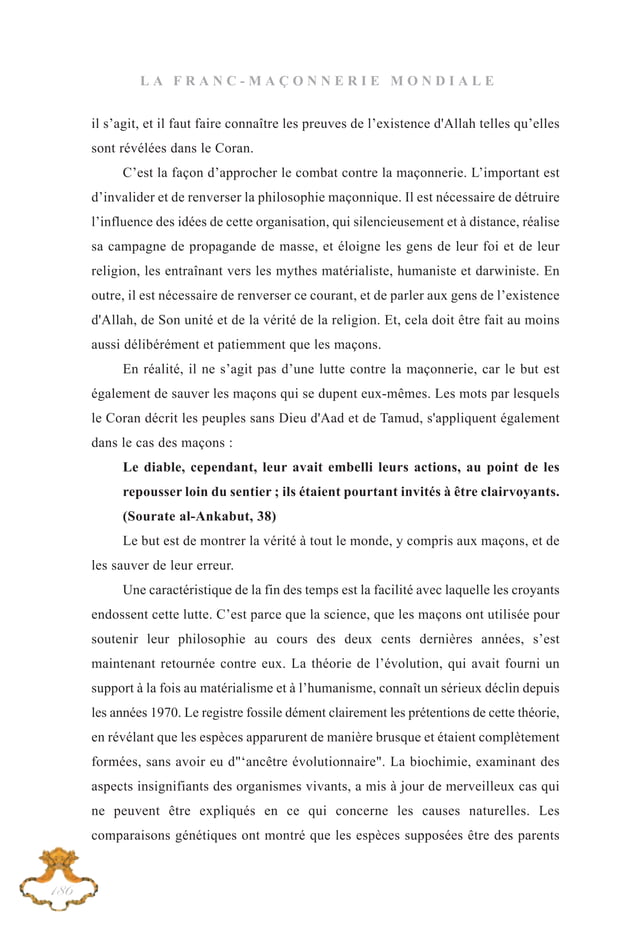 LA FRANC-MAÇONNERIE MONDIALE
il s’agit, et il faut faire connaître les preuves de l’existence d'Allah telles qu’elles
sont révélées dans le Coran.
C’est la façon d’approcher le combat contre la maçonnerie. L’important est
d’invalider et de renverser la philosophie maçonnique. Il est nécessaire de détruire
l’influence des idées de cette organisation, qui silencieusement et à distance, réalise
sa campagne de propagande de masse, et éloigne les gens de leur foi et de leur
religion, les entraînant vers les mythes matérialiste, humaniste et darwiniste. En
outre, il est nécessaire de renverser ce courant, et de parler aux gens de l’existence
d'Allah, de Son unité et de la vérité de la religion. Et, cela doit être fait au moins
aussi délibérément et patiemment que les maçons.
En réalité, il ne s’agit pas d’une lutte contre la maçonnerie, car le but est
également de sauver les maçons qui se dupent eux-mêmes. Les mots par lesquels
le Coran décrit les peuples sans Dieu d'Aad et de Tamud, s'appliquent également
dans le cas des maçons :
Le diable, cependant, leur avait embelli leurs actions, au point de les
repousser loin du sentier ; ils étaient pourtant invités à être clairvoyants.
(Sourate al-Ankabut, 38)
Le but est de montrer la vérité à tout le monde, y compris aux maçons, et de
les sauver de leur erreur.
Une caractéristique de la fin des temps est la facilité avec laquelle les croyants
endossent cette lutte. C’est parce que la science, que les maçons ont utilisée pour
soutenir leur philosophie au cours des deux cents dernières années, s’est
maintenant retournée contre eux. La théorie de l’évolution, qui avait fourni un
support à la fois au matérialisme et à l’humanisme, connaît un sérieux déclin depuis
les années 1970. Le registre fossile dément clairement les prétentions de cette théorie,
en révélant que les espèces apparurent de manière brusque et étaient complètement
formées, sans avoir eu d"‘ancêtre évolutionnaire". La biochimie, examinant des
aspects insignifiants des organismes vivants, a mis à jour de merveilleux cas qui
ne peuvent être expliqués en ce qui concerne les causes naturelles. Les
comparaisons génétiques ont montré que les espèces supposées être des parents
186